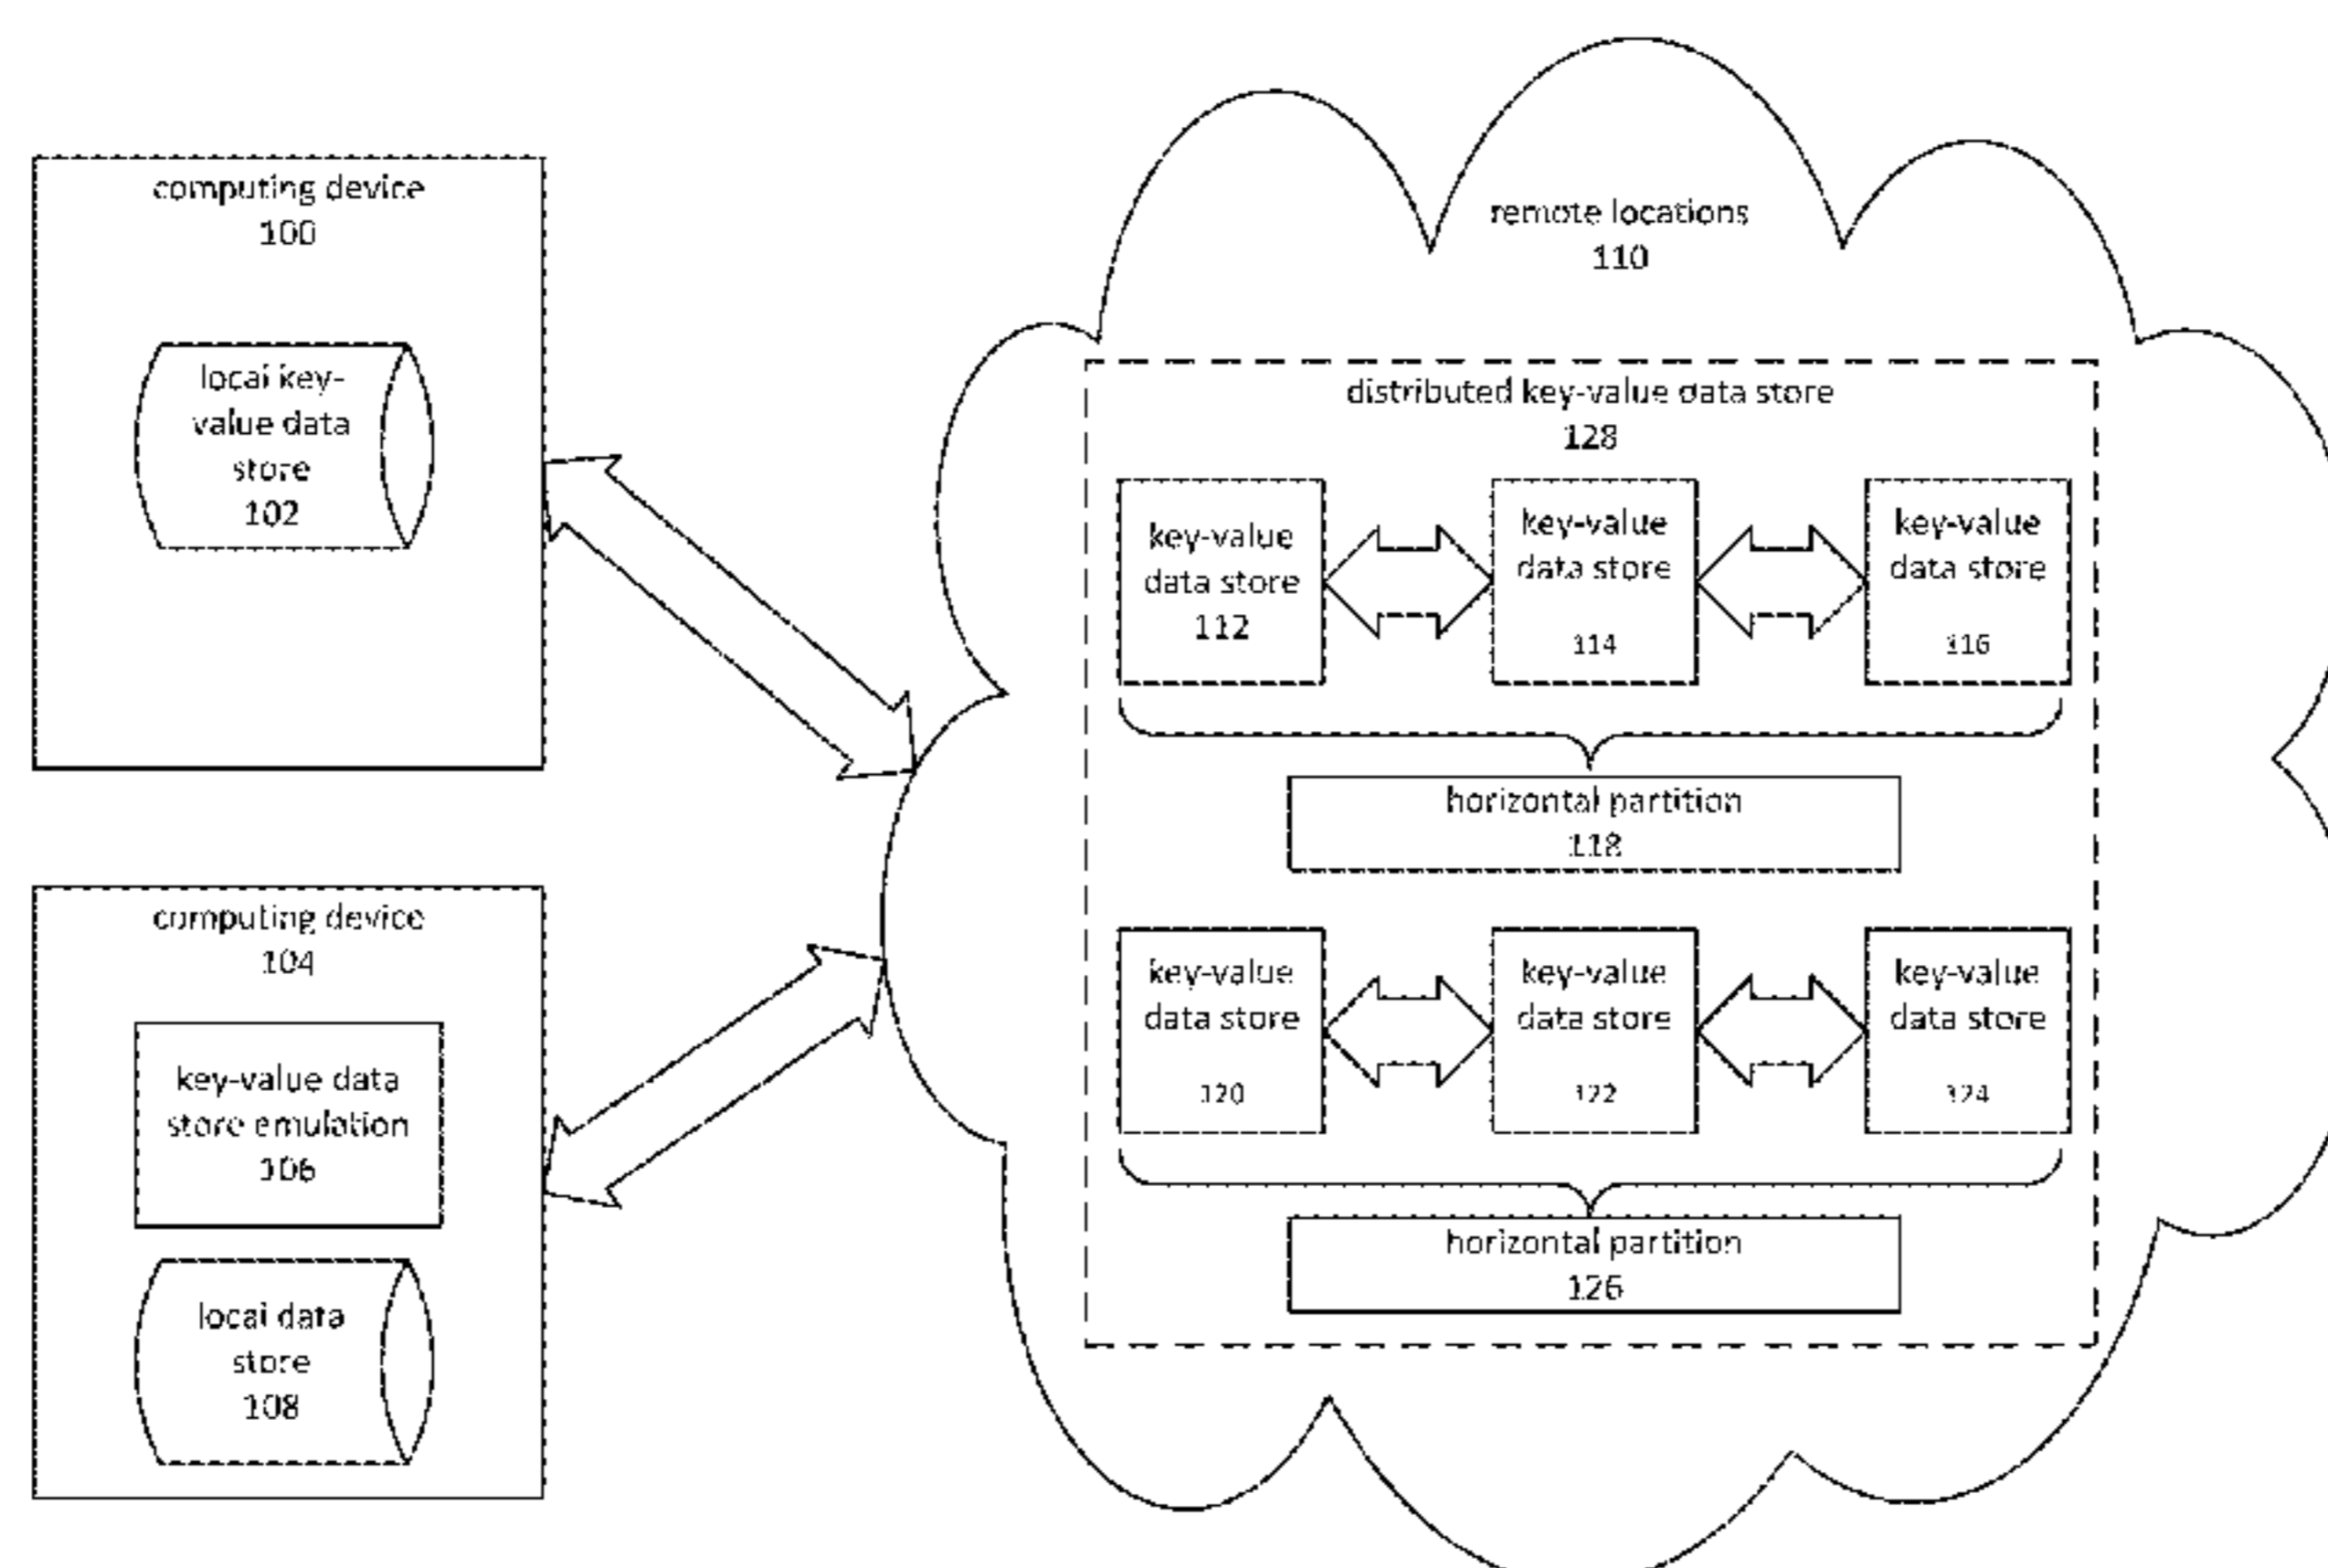 computing device
100
local key-
value data
store
102
computing device
104
key-value data
store emulation
106
local data
store
108
remote locations
110
distributed key-value data store
128
key-value
data store
112
key-value
data store
114
key-value
data store
116
horizontal partition
118
key-value
data store
120
key-value
data store
122
key-value
data store
124
horizontal partition
126